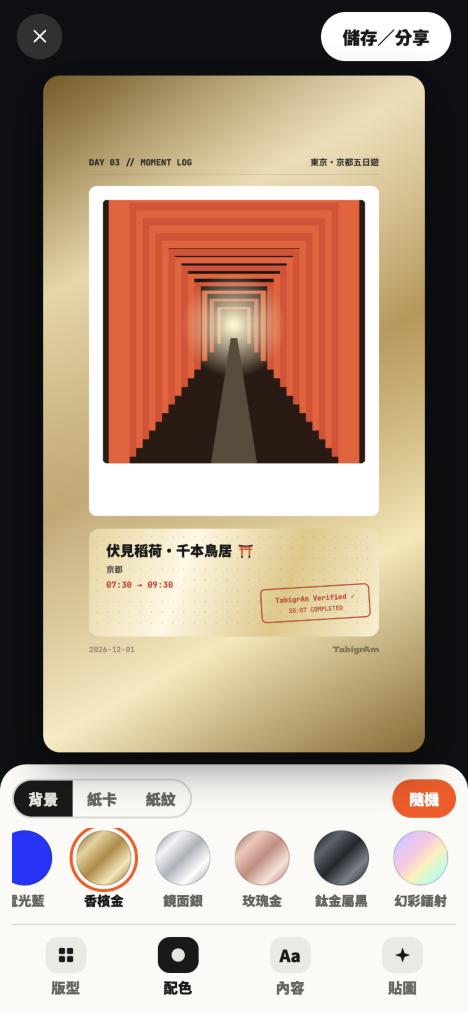 儲存／分享
DAY 03 // MOMENT LOG
東京・京都五日遊
伏見稻荷・千本鳥居 ⛩️
京都
07:30 → 09:30
TabigrAm Verified ✓
20:07 COMPLETED
2026-12-01
TabigrAm
背景
紙卡
紙紋
隨機
光藍
香檳金
鏡面銀
玫瑰金
鈦金屬黑
幻彩鐳射
版型
配色
Aa
內容
貼圖